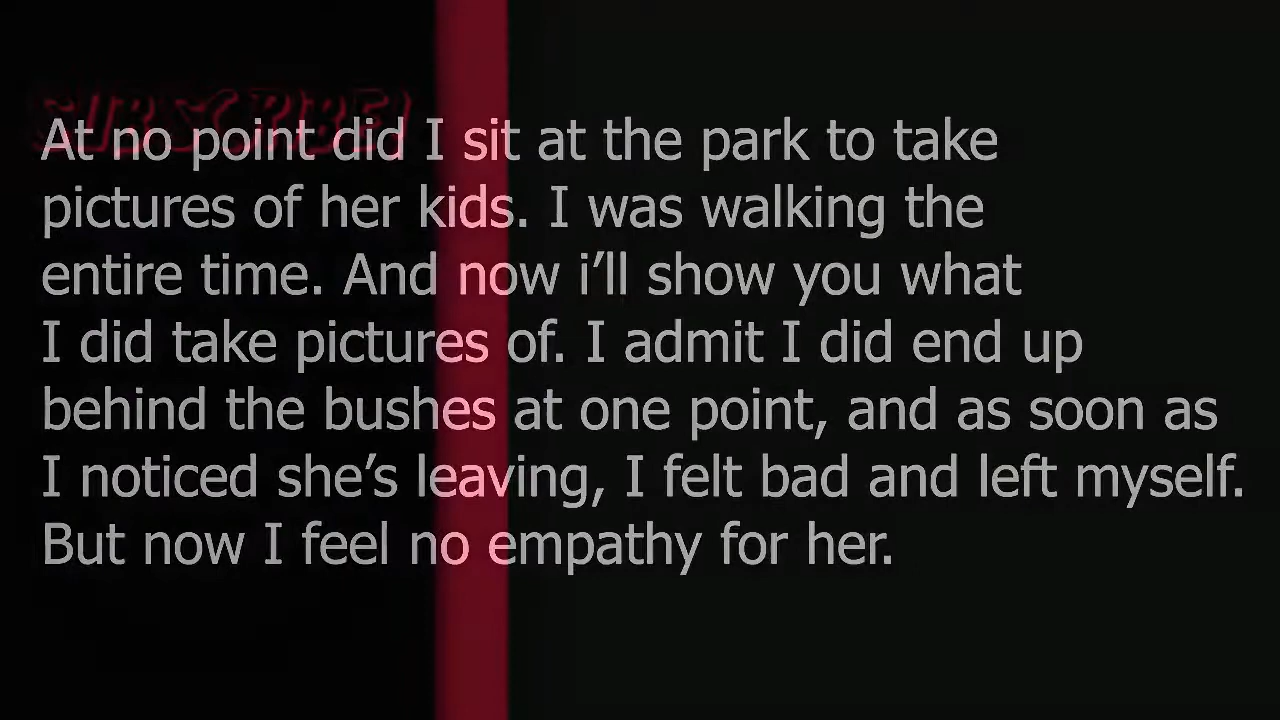 SUBSCRIBE!
At no point did I sit at the park to take
pictures of her kids. I was walking the
entire time. And now i’ll show you what
I did take pictures of. I admit I did end up
behind the bushes at one point, and as soon as
I noticed she’s leaving, I felt bad and left myself.
But now I feel no empathy for her.